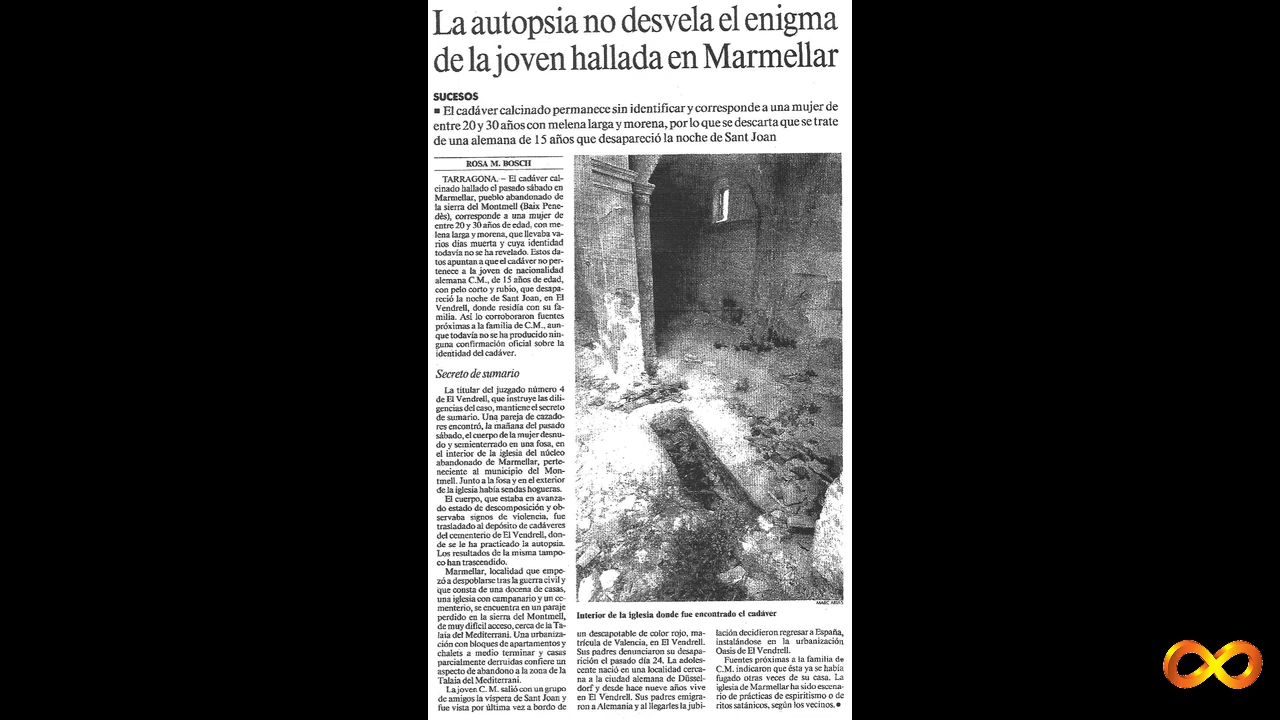 La autopsia no desvela el enigma
de la joven hallada en Marmellar
SUCESOS
■ El cadáver calcinado permanece sin identificar y corresponde a una mujer de
entre 20 y 30 años con melena larga y morena, por lo que se descarta que se trate
de una alemana de 15 años que desapareció la noche de Sant Joan
ROSA M. BOSCH
TARRAGONA. – El cadáver cal-
cinado hallado el pasado sábado en
Marmellar, pueblo abandonado de
la sierra del Montmell (Baix Pene-
dès), corresponde a una mujer de
entre 20 y 30 años de edad, con me-
lena larga y morena, que llevaba va-
rios días muerta y cuya identidad
todavía no se ha revelado. Estos da-
tos apuntan a que el cadáver no per-
tenece a la joven de nacionalidad
alemana C.M., de 15 años de edad,
con pelo corto y rubio, que desapa-
reció la noche de Sant Joan, en El
Vendrell, donde residía con su fa-
milia. Así lo corroboraron fuentes
próximas a la familia de C.M., aun-
que todavía no se ha producido nin-
guna confirmación oficial sobre la
identidad del cadáver.
Secreto de sumario
La titular del juzgado número 4
de El Vendrell, que instruye las dili-
gencias del caso, mantiene el secreto
de sumario. Una pareja de cazado-
res encontró, la mañana del pasado
sábado, el cuerpo de la mujer desnu-
do y semienterrado en una fosa, en
el interior de la iglesia del núcleo
abandonado de Marmellar, perte-
neciente al municipio del Mon-
tmell. Junto a la fosa y en el exterior
de la iglesia había sendas hogueras.
El cuerpo, que estaba en avanza-
do estado de descomposición y ob-
servaba signos de violencia, fue
trasladado al depósito de cadáveres
del cementerio de El Vendrell, don-
de se le ha practicado la autopsia.
Los resultados de la misma tampo-
co han trascendido.
Marmellar, localidad que empe-
zó a despoblarse tras la guerra civil y
que consta de una docena de casas,
una iglesia con campanario y un ce-
menterio, se encuentra en un paraje
perdido en la sierra del Montmell,
de muy difícil acceso, cerca de la Ta-
laia del Mediterrani. Una urbaniza-
ción con bloques de apartamentos y
chalets a medio terminar y casas
parcialmente derruidas confiere un
aspecto de abandono a la zona de la
Talaia del Mediterrani.
La joven C. M. salió con un grupo
de amigos la víspera de Sant Joan y
fue vista por última vez a bordo de
MARC ARIAS
Interior de la iglesia donde fue encontrado el cadáver
un descapotable de color rojo, ma-
trícula de Valencia, en El Vendrell.
Sus padres denunciaron su desapa-
rición el pasado día 24. La adoles-
cente nació en una localidad cerca-
na a la ciudad alemana de Düssel-
dorf y desde hace nueve años vive
en El Vendrell. Sus padres emigra-
ron a Alemania y al llegarles la jubi-
lación decidieron regresar a España,
instalándose en la urbanización
Oasis de El Vendrell.
Fuentes próximas a la familia de
C.M. indicaron que ésta ya se había
fugado otras veces de su casa. La
iglesia de Marmellar ha sido escena-
rio de prácticas de espiritismo o de
ritos satánicos, según los vecinos.●